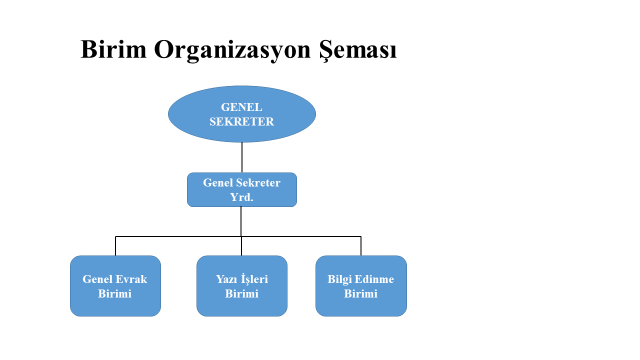 Birim Organizasyon Şeması
GENEL
SEKRETER
Genel Sekreter
Yrd.
Genel Evrak
Birimi
Yazı İşleri
Birimi
Bilgi Edinme
Birimi